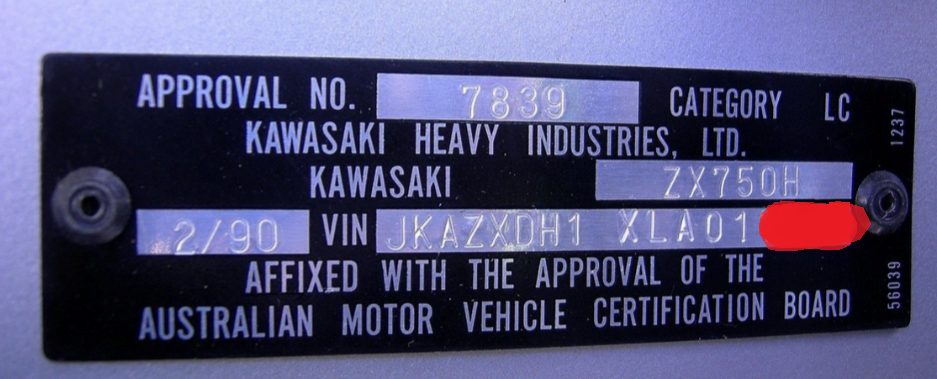 APPROVAL NO. 7839 CATEGORY LC
KAWASAKI HEAVY INDUSTRIES, LTD.
KAWASAKI ZX750H
2/90 VIN JKAZXDH1 XLA01
AFFIXED WITH THE APPROVAL OF THE
AUSTRALIAN MOTOR VEHICLE CERTIFICATION BOARD
1237
56039